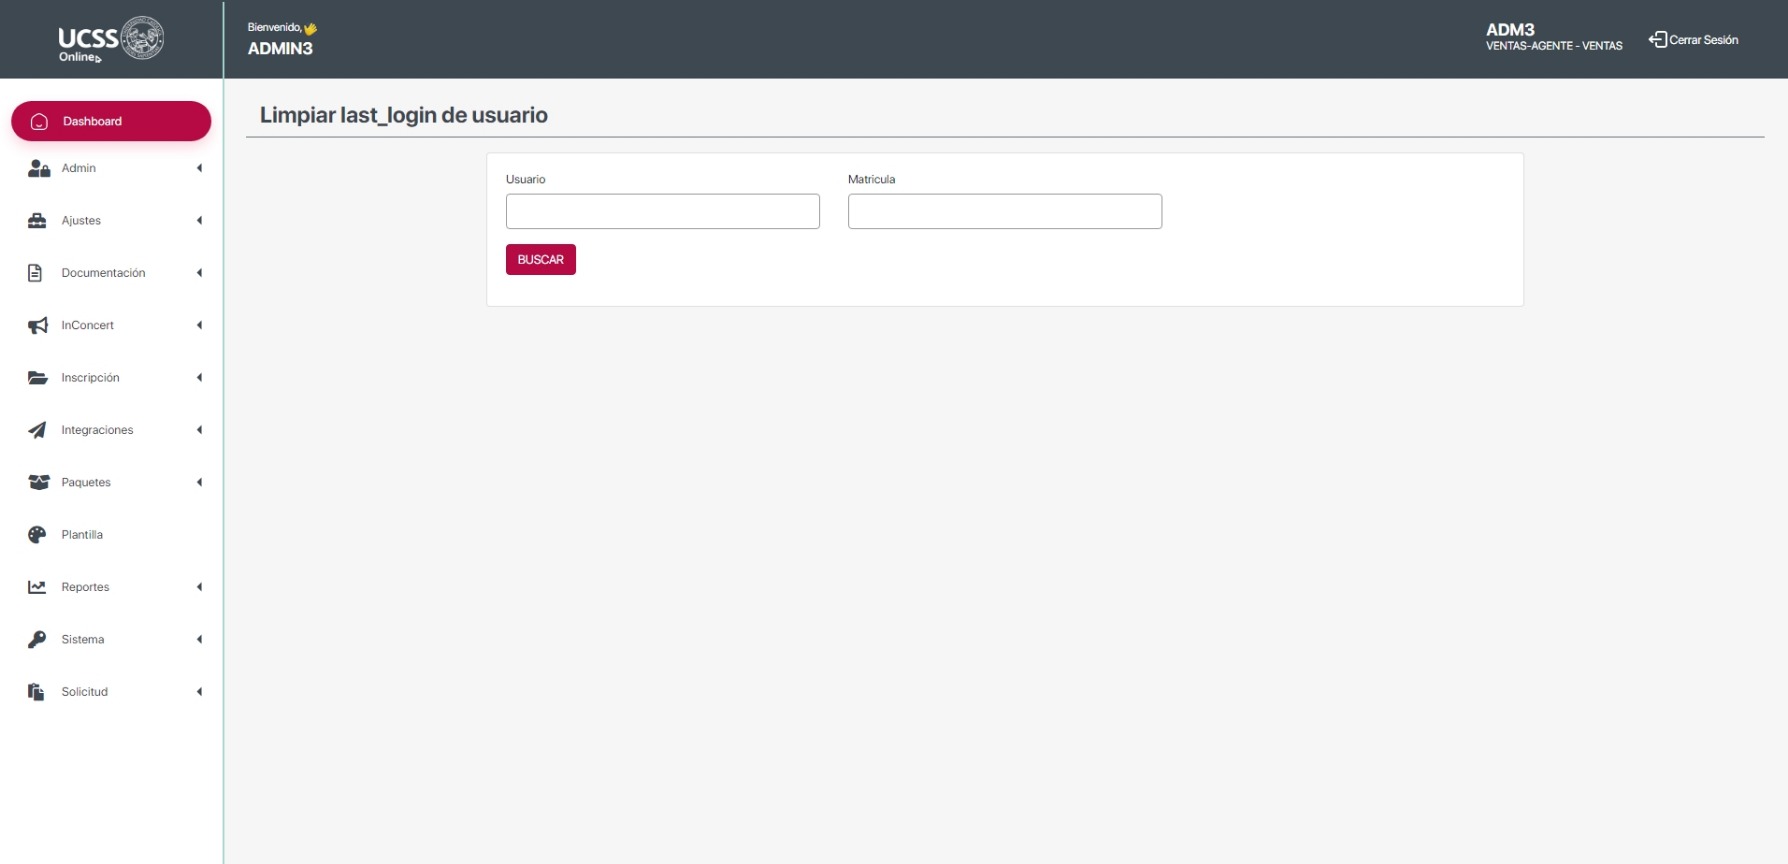 UCSS
Online
Bienvenido,
ADMIN3
ADM3
VENTAS-AGENTE - VENTAS
Cerrar Sesión
Dashboard
Admin
Ajustes
Documentación
InConcert
Inscripción
Integraciones
Paquetes
Plantilla
Reportes
Sistema
Solicitud
Limpiar last_login de usuario
Usuario
Matricula
BUSCAR